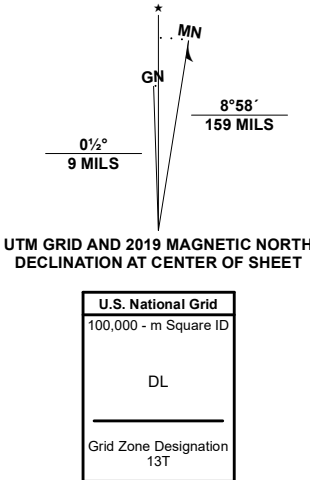 ★
MN
GN
8°58´
159 MILS
0½°
9 MILS
UTM GRID AND 2019 MAGNETIC NORTH
DECLINATION AT CENTER OF SHEET
U.S. National Grid
100,000 - m Square ID
DL
Grid Zone Designation
13T